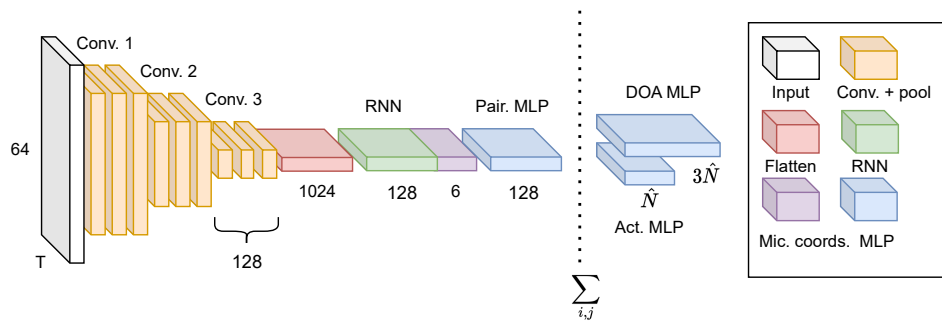 Conv. 1
Conv. 2
Conv. 3
RNN
Pair. MLP
DOA MLP
64
1024
128
6
128
3N̂
N̂
Act. MLP
T
128
∑
i,j
Input
Conv. + pool
Flatten
RNN
Mic. coords.
MLP